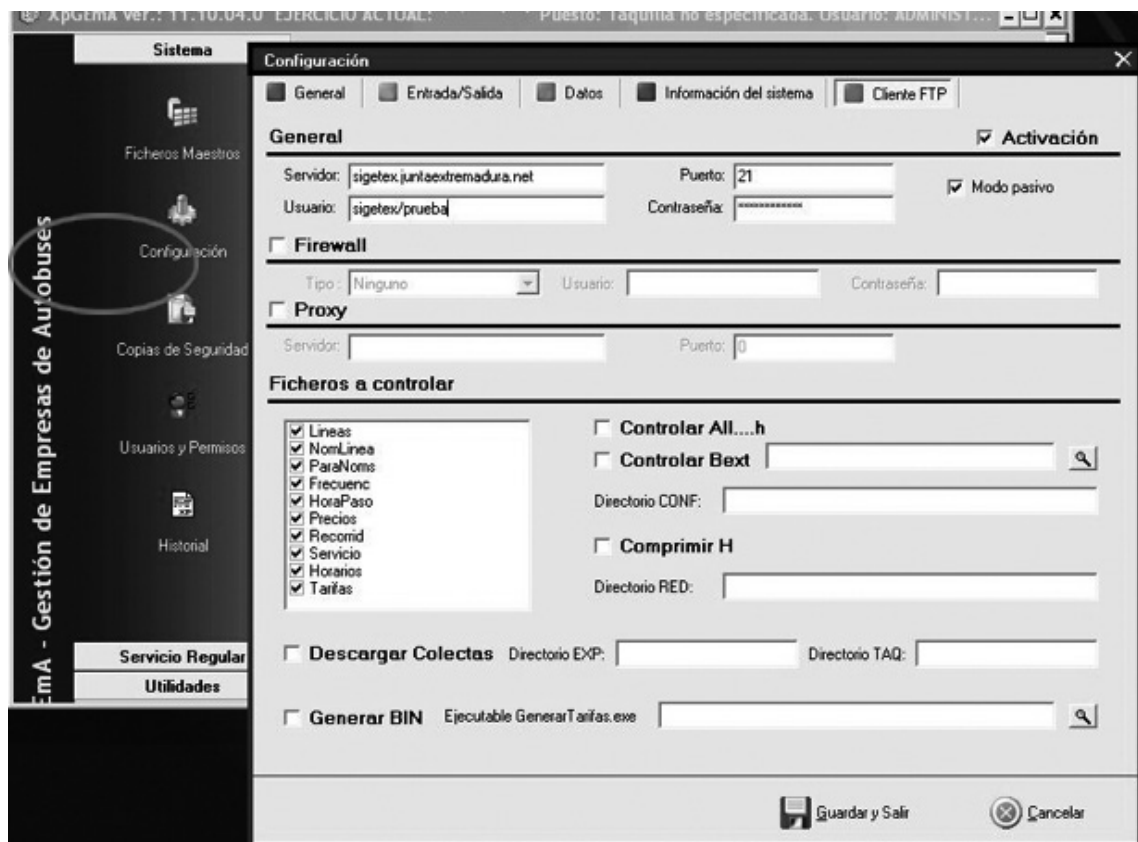 XpGEmA Ver.: 11.10.04.0 EJERCICIO ACTUAL: Puesto: Taquilla no especificada. Usuario: ADMINIST...
Sistema
Ficheros Maestros
Configuración
Copias de Seguridad
Usuarios y Permisos
Historial
Servicio Regular
Utilidades
EmA - Gestión de Empresas de Autobuses
Configuración
General Entrada/Salida Datos Información del sistema Cliente FTP
General Activación
Servidor: sigetex.juntaextremadura.net Puerto: 21 Modo pasivo
Usuario: sigetex/prueba Contraseña: ************
Firewall
Tipo: Ninguno Usuario: Contraseña:
Proxy
Servidor: Puerto: 0
Ficheros a controlar
Lineas
NomLinea
ParaNoms
Frecuenc
HoraPaso
Precios
Recorrid
Servicio
Horarios
Tarifas
Controlar All....h
Controlar Bext
Directorio CONF:
Comprimir H
Directorio RED:
Descargar Colectas Directorio EXP: Directorio TAQ:
Generar BIN Ejecutable GenerarTarifas.exe
Guardar y Salir Cancelar